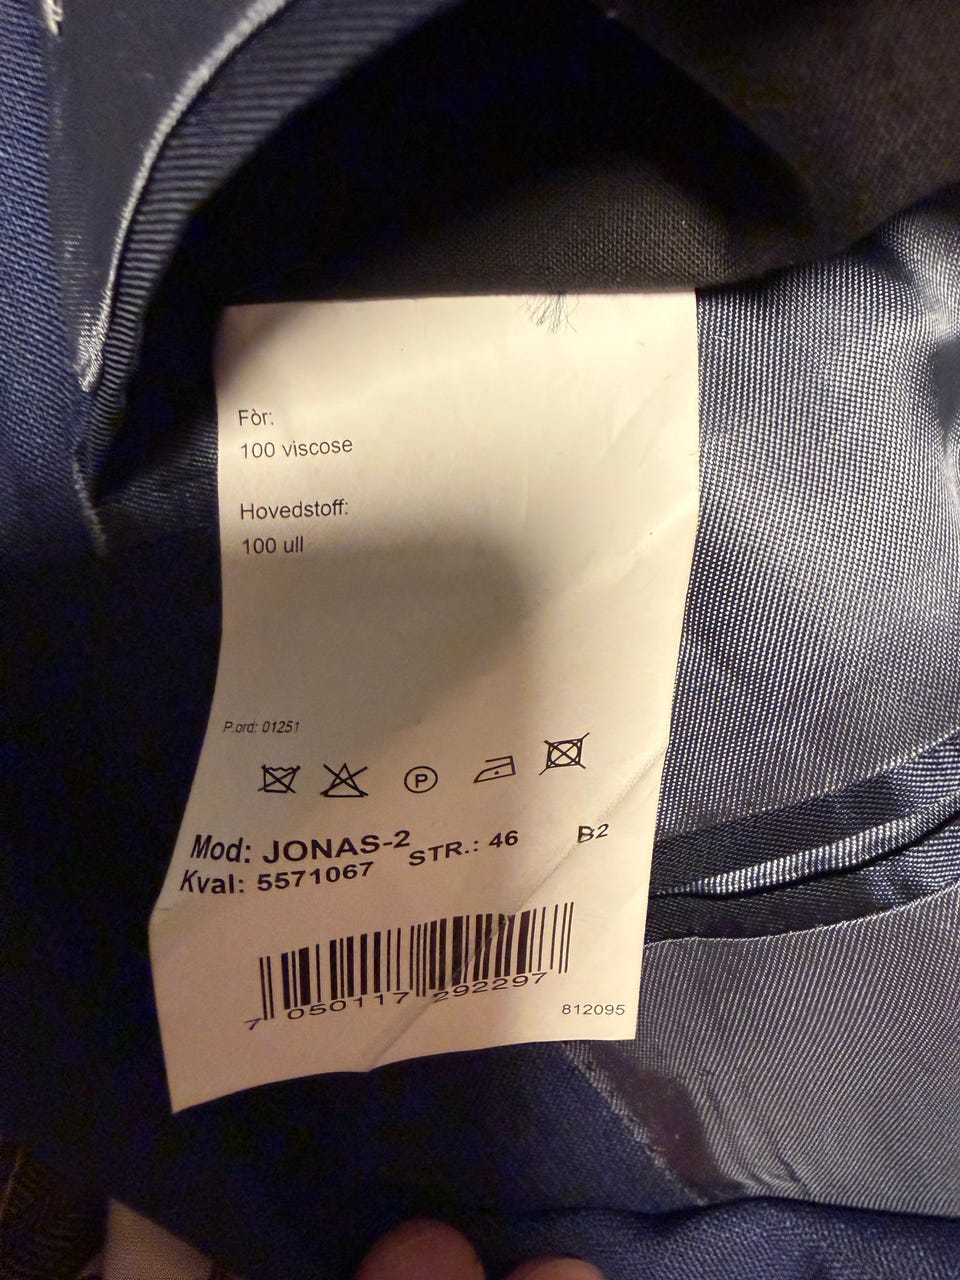 Fòr:
100 viscose
Hovedstoff:
100 ull
P.ord: 01251
P
Mod: JONAS-2
Kval: 5571067 STR.: 46 B2
7 050117 292297
812095